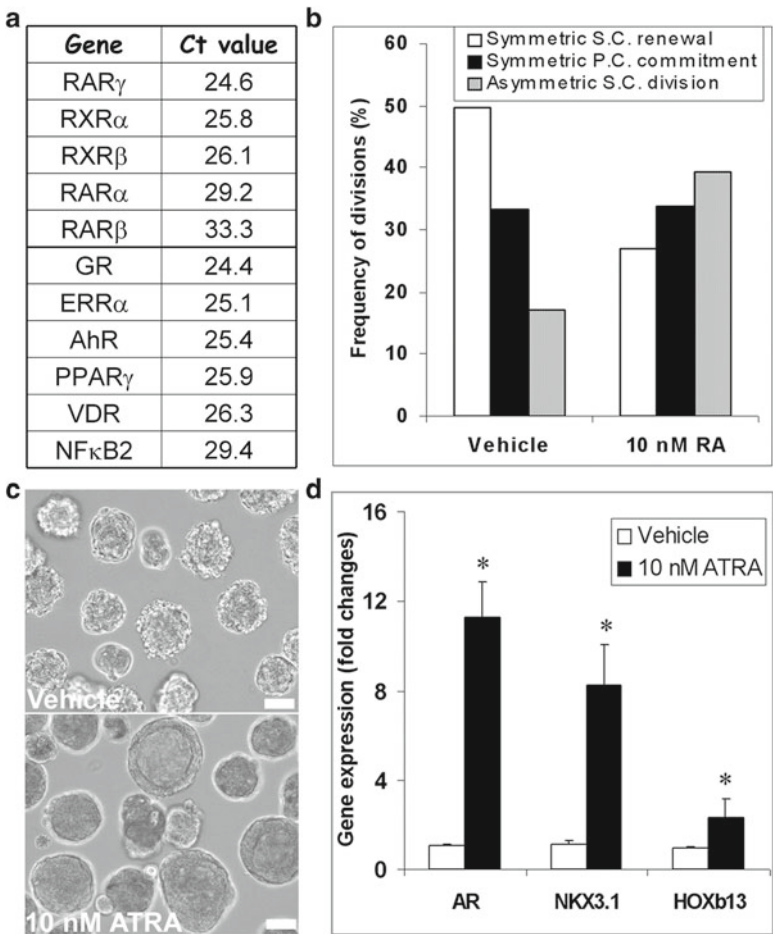 a
Gene Ct value
RARγ 24.6
RXRα 25.8
RXRβ 26.1
RARα 29.2
RARβ 33.3
GR 24.4
ERRα 25.1
AhR 25.4
PPARγ 25.9
VDR 26.3
NFκB2 29.4
b
Symmetric S.C. renewal
Symmetric P.C. commitment
Asymmetric S.C. division
Frequency of divisions (%)
60
50
40
30
20
10
0
Vehicle 10 nM RA
c
Vehicle
10 nM ATRA
d
Vehicle
10 nM ATRA
Gene expression (fold changes)
16
12
8
4
0
* * *
AR NKX3.1 HOXb13